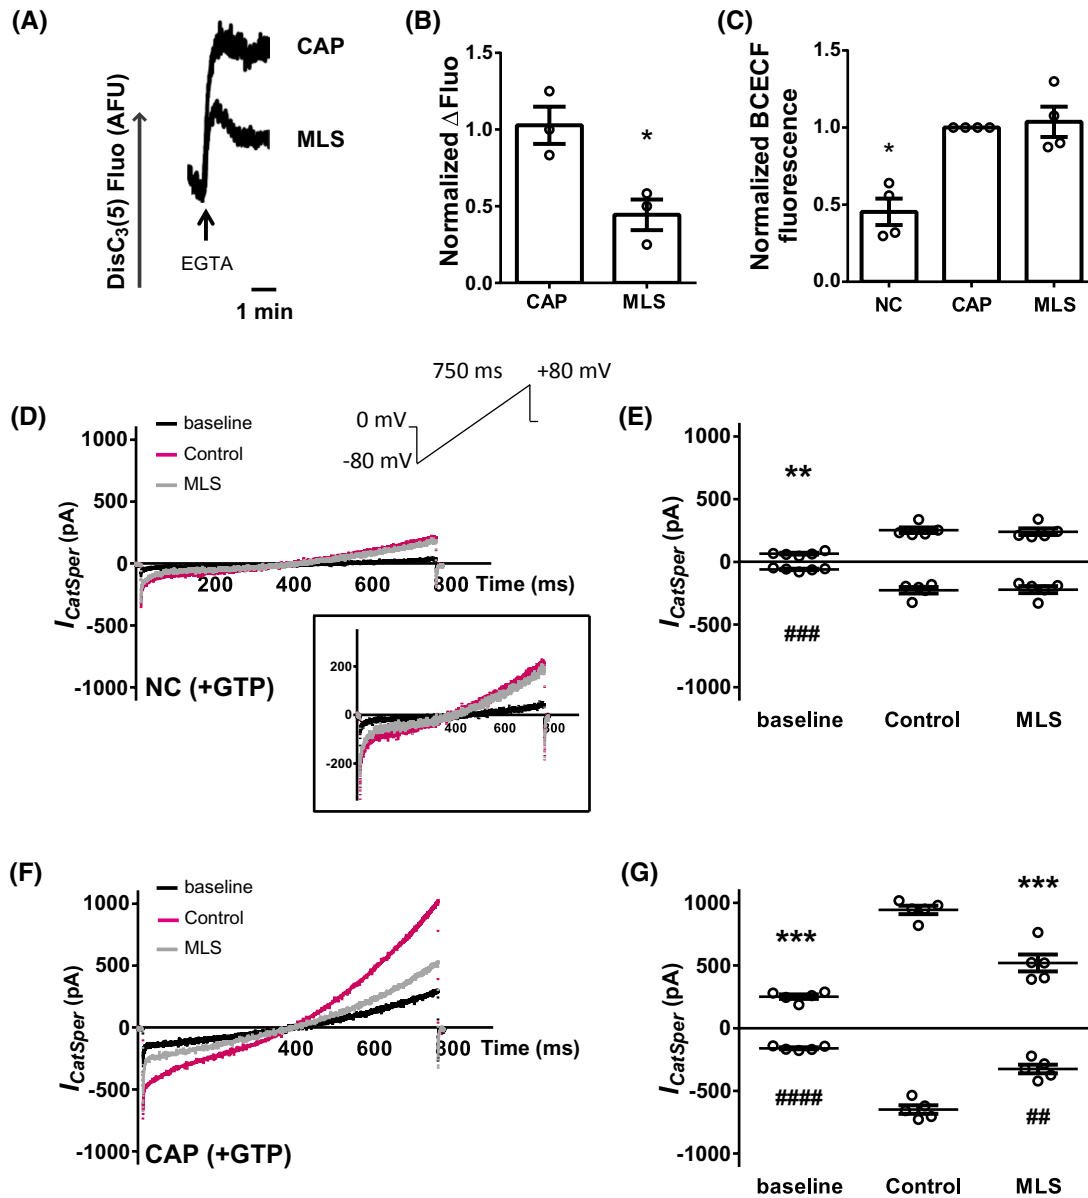 (A)
DisC3(5) Fluo (AFU)
CAP
MLS
EGTA
1 min
(B)
Normalized △Fluo
1.5
1.0
0.5
0.0
*
CAP MLS
(C)
Normalized BCECF
fluorescence
1.5
1.0
0.5
0.0
*
NC CAP MLS
(D)
baseline
Control
MLS
750 ms +80 mV
0 mV
-80 mV
ICatSper (pA)
1000
500
0
-500
-1000
200 400 600 800 Time (ms)
NC (+GTP)
200
0
-200
400 600 800
(E)
ICatSper (pA)
1000
500
0
-500
-1000
**
###
baseline Control MLS
(F)
baseline
Control
MLS
ICatSper (pA)
1000
500
0
-500
-1000
400 600 800 Time (ms)
CAP (+GTP)
(G)
ICatSper (pA)
1000
500
0
-500
-1000
***
***
####
##
baseline Control MLS